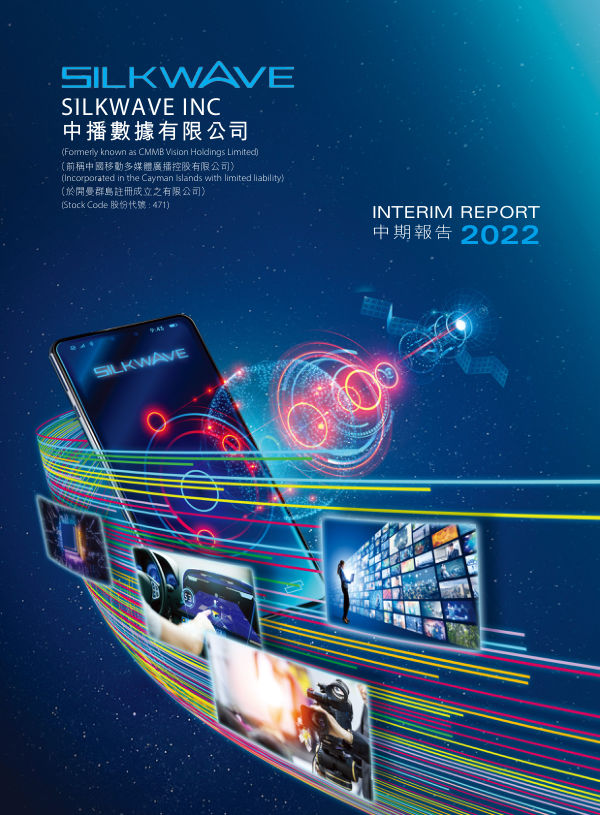 SILKWAVE
SILKWAVE INC
中播數據有限公司
(Formerly known as CMMB Vision Holdings Limited)
(前稱中國移動多媒體廣播控股有限公司)
(Incorporated in the Cayman Islands with limited liability)
(於開曼群島註冊成立之有限公司)
(Stock Code 股份代號 : 471)
INTERIM REPORT
中期報告 2022
9:45
SILKWAVE